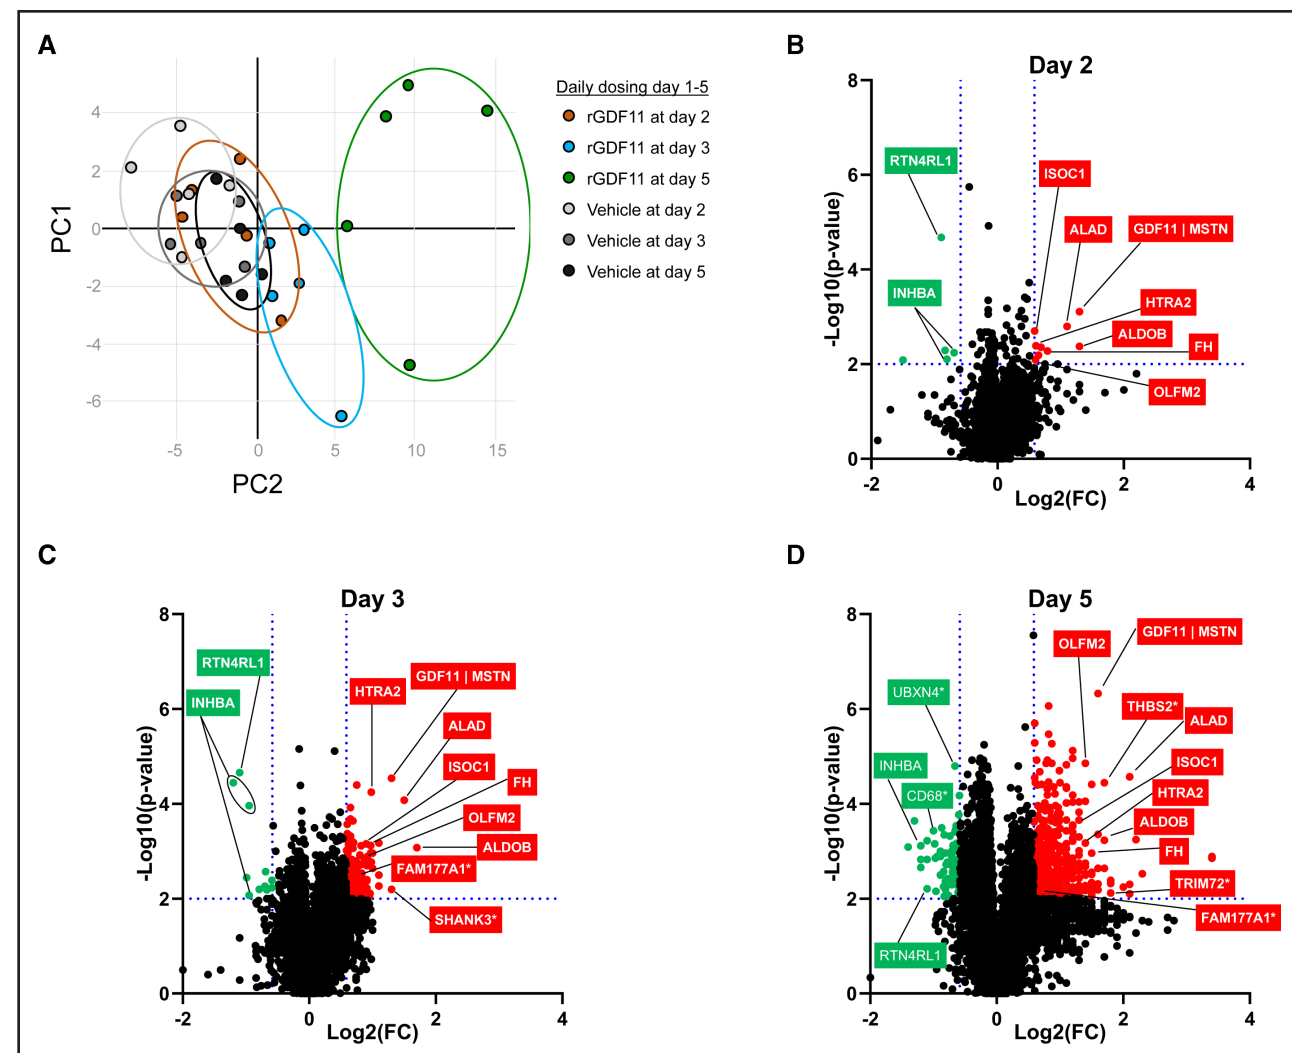 A
Daily dosing day 1-5
rGDF11 at day 2
rGDF11 at day 3
rGDF11 at day 5
Vehicle at day 2
Vehicle at day 3
Vehicle at day 5
4
2
0
-2
-4
-6
PC1
-5
0
5
10
15
PC2
B
Day 2
8
6
4
2
0
-Log10(p-value)
RTN4RL1
INHBA
ISOC1
ALAD
GDF11 | MSTN
HTRA2
ALDOB
FH
OLFM2
-2
0
2
4
Log2(FC)
C
Day 3
8
6
4
2
0
-Log10(p-value)
RTN4RL1
INHBA
HTRA2
GDF11 | MSTN
ALAD
ISOC1
FH
OLFM2
ALDOB
FAM177A1*
SHANK3*
-2
0
2
4
Log2(FC)
D
Day 5
8
6
4
2
0
-Log10(p-value)
UBXN4*
INHBA
CD68*
RTN4RL1
OLFM2
GDF11 | MSTN
THBS2*
ALAD
ISOC1
HTRA2
ALDOB
FH
TRIM72*
FAM177A1*
-2
0
2
4
Log2(FC)